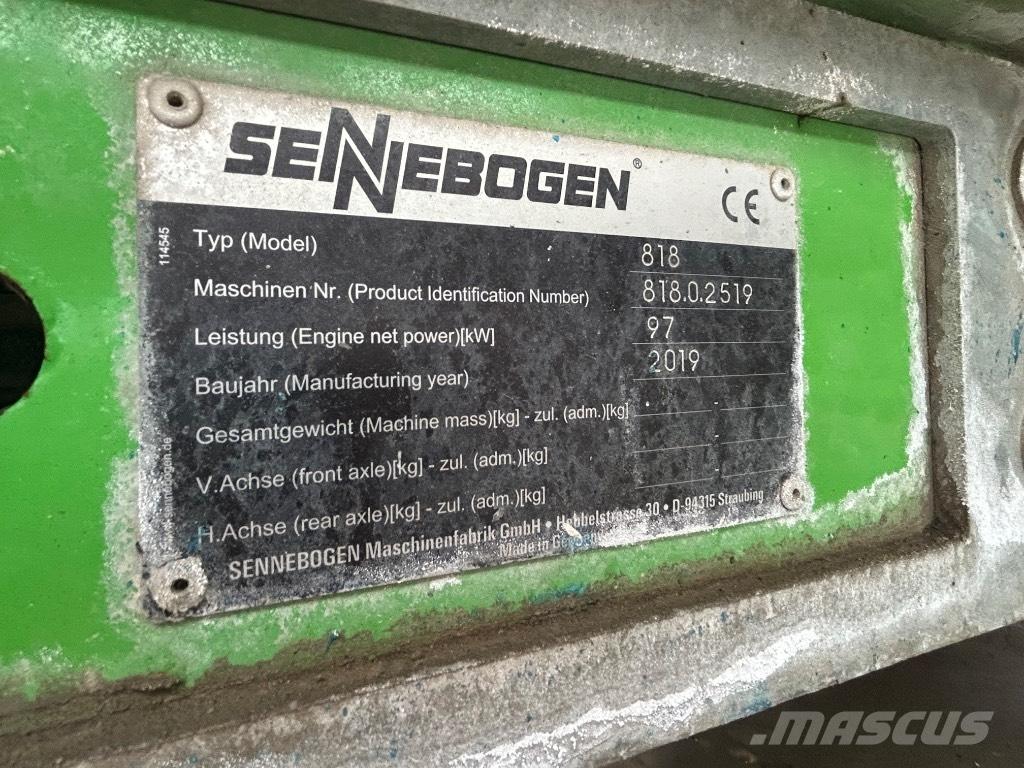 SENNEBOGEN®
CE
114545
Typ (Model) 818
Maschinen Nr. (Product Identification Number) 818.0.2519
Leistung (Engine net power)[kW] 97
Baujahr (Manufacturing year) 2019
Gesamtgewicht (Machine mass)[kg] - zul. (adm.)[kg] -
V.Achse (front axle)[kg] - zul. (adm.)[kg] -
H.Achse (rear axle)[kg] - zul. (adm.)[kg] -
SENNEBOGEN Maschinenfabrik GmbH • Hebbelstrasse 30 • D-94315 Straubing
Made in
MASCUS